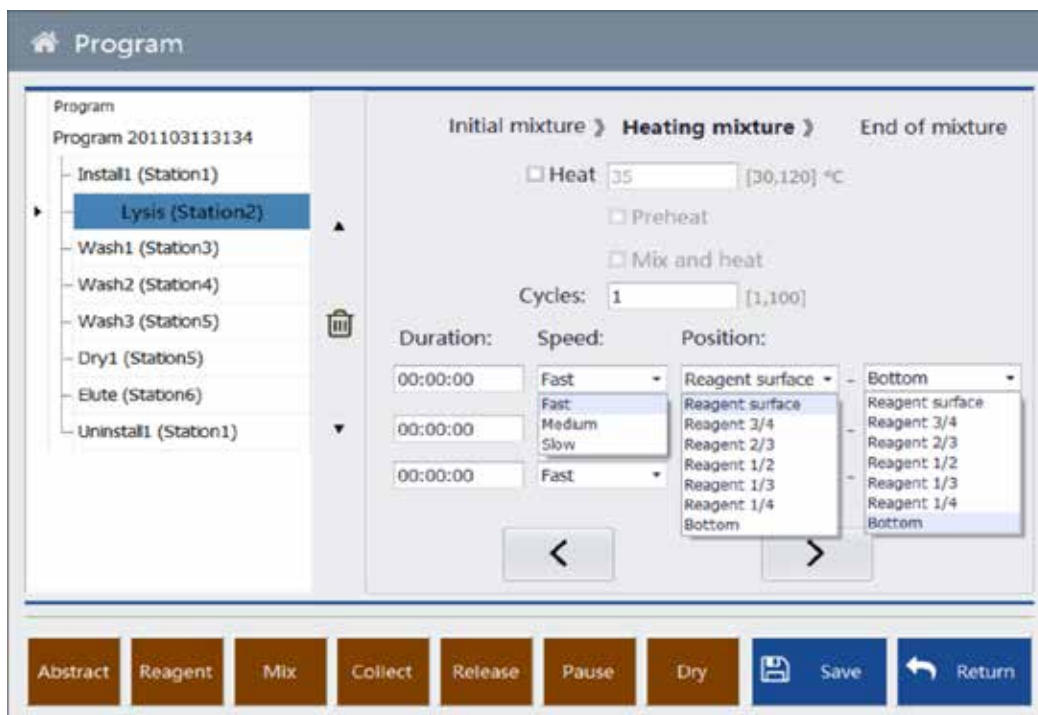 Program
Program
Program 201103113134
Install1 (Station1)
Lysis (Station2)
Wash1 (Station3)
Wash2 (Station4)
Wash3 (Station5)
Dry1 (Station5)
Elute (Station6)
Uninstall1 (Station1)
Initial mixture ❯ Heating mixture ❯ End of mixture
Heat 35 [30,120] °C
Preheat
Mix and heat
Cycles: 1 [1,100]
Duration: Speed: Position:
00:00:00 Fast Reagent surface - Bottom
Fast
Medium
Slow
Reagent surface
Reagent 3/4
Reagent 2/3
Reagent 1/2
Reagent 1/3
Reagent 1/4
Bottom
Reagent surface
Reagent 3/4
Reagent 2/3
Reagent 1/2
Reagent 1/3
Reagent 1/4
Bottom
00:00:00 -
00:00:00 Fast -
< >
Abstract Reagent Mix Collect Release Pause Dry Save Return